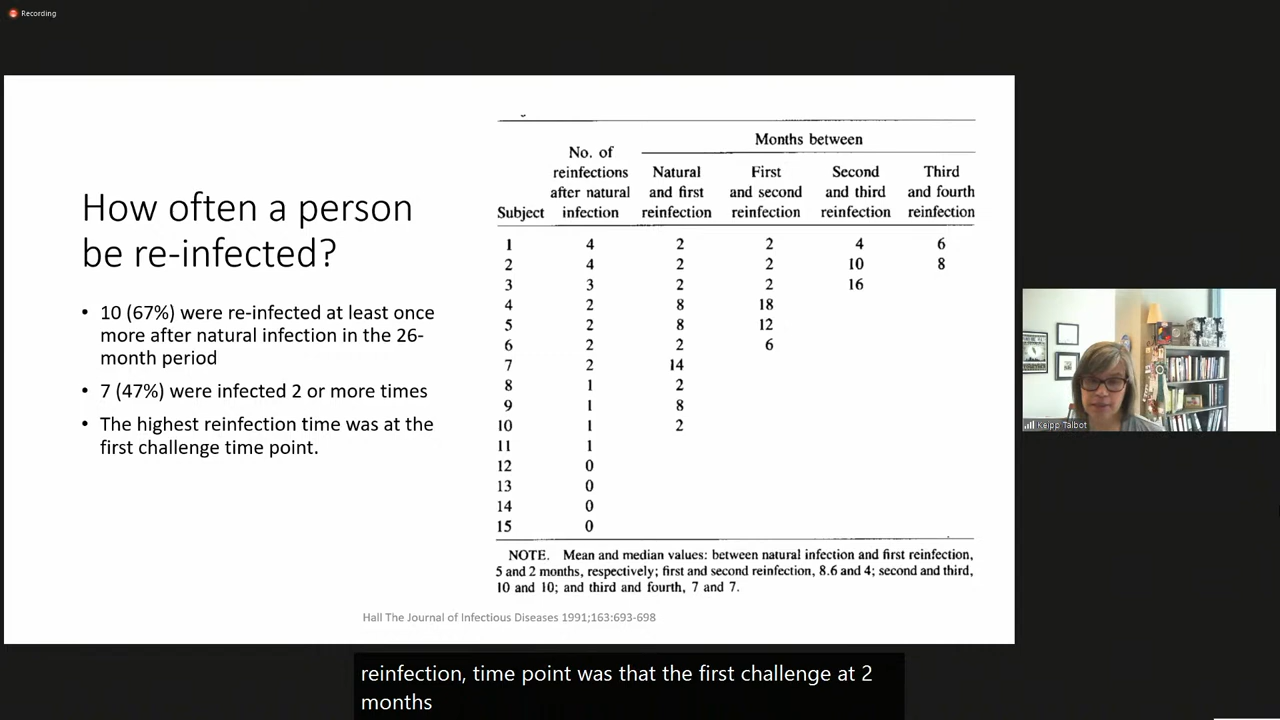 Recording
How often a person
be re-infected?
• 10 (67%) were re-infected at least once
more after natural infection in the 26-
month period
• 7 (47%) were infected 2 or more times
• The highest reinfection time was at the
first challenge time point.
Months between
No. of
reinfections Natural First Second Third
after natural and first and second and third and fourth
Subject infection reinfection reinfection reinfection reinfection
1 4 2 2 4 6
2 4 2 2 10 8
3 3 2 2 16
4 2 8 18
5 2 8 12
6 2 2 6
7 2 14
8 1 2
9 1 8
10 1 2
11 1
12 0
13 0
14 0
15 0
NOTE. Mean and median values: between natural infection and first reinfection,
5 and 2 months, respectively; first and second reinfection, 8.6 and 4; second and third,
10 and 10; and third and fourth, 7 and 7.
Hall The Journal of Infectious Diseases 1991;163:693-698
Keipp Talbot
reinfection, time point was that the first challenge at 2
months